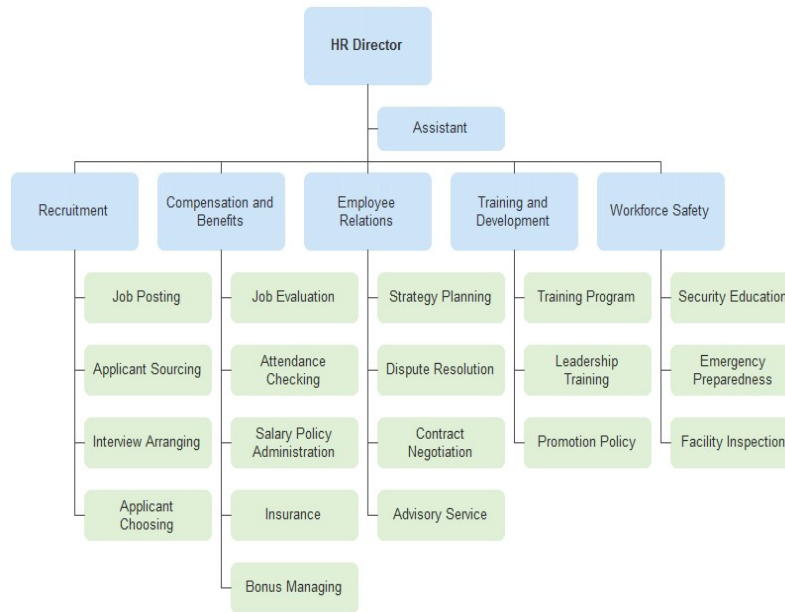 HR Director
Assistant
Recruitment
Compensation and
Benefits
Employee
Relations
Training and
Development
Workforce Safety
Job Posting
Applicant Sourcing
Interview Arranging
Applicant
Choosing
Job Evaluation
Attendance
Checking
Salary Policy
Administration
Insurance
Bonus Managing
Strategy Planning
Dispute Resolution
Contract
Negotiation
Advisory Service
Training Program
Leadership
Training
Promotion Policy
Security Education
Emergency
Preparedness
Facility Inspection